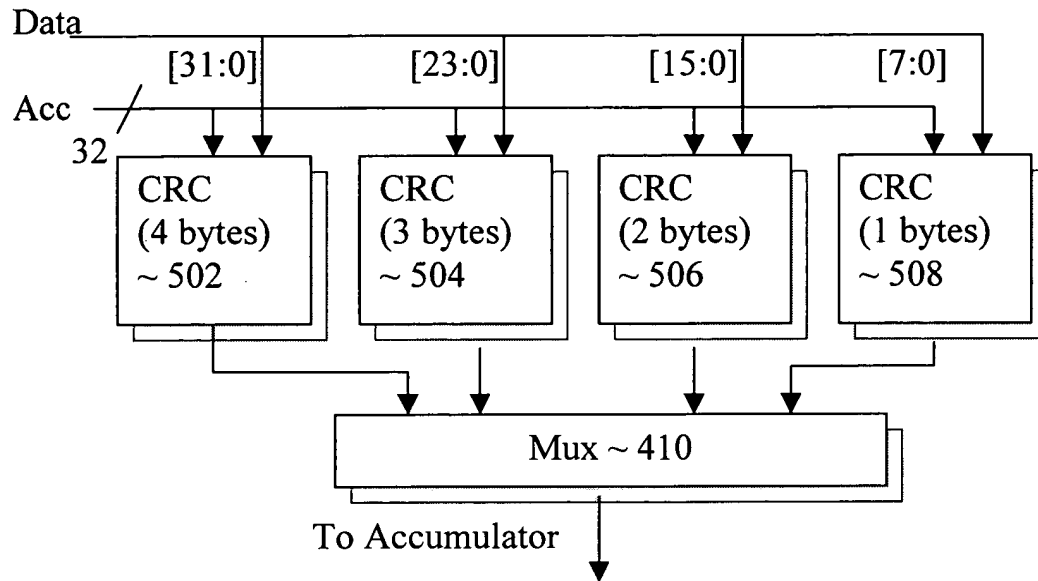 Data
[31:0] [23:0] [15:0] [7:0]
Acc
32
CRC
(4 bytes)
~ 502
CRC
(3 bytes)
~ 504
CRC
(2 bytes)
~ 506
CRC
(1 bytes)
~ 508
Mux ~ 410
To Accumulator